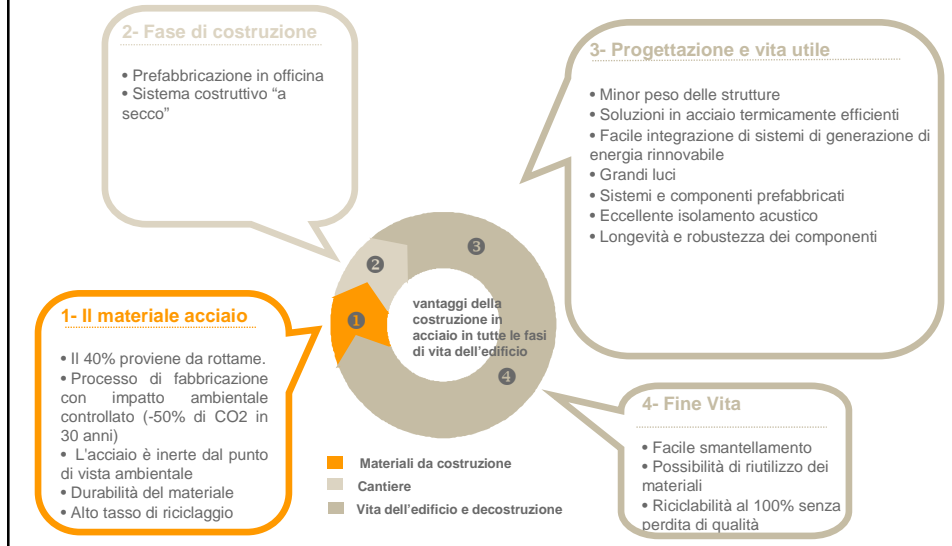 2- Fase di costruzione
• Prefabbricazione in officina
• Sistema costruttivo “a
secco”
3- Progettazione e vita utile
• Minor peso delle strutture
• Soluzioni in acciaio termicamente efficienti
• Facile integrazione di sistemi di generazione di
energia rinnovabile
• Grandi luci
• Sistemi e componenti prefabbricati
• Eccellente isolamento acustico
• Longevità e robustezza dei componenti
❸
❷
❶
❹
vantaggi della
costruzione in
acciaio in tutte le fasi
di vita dell'edificio
1- Il materiale acciaio
• Il 40% proviene da rottame.
• Processo di fabbricazione
con impatto ambientale
controllato (-50% di CO2 in
30 anni)
• L'acciaio è inerte dal punto
di vista ambientale
• Durabilità del materiale
• Alto tasso di riciclaggio
4- Fine Vita
• Facile smantellamento
• Possibilità di riutilizzo dei
materiali
• Riciclabilità al 100% senza
perdita di qualità
Materiali da costruzione
Cantiere
Vita dell'edificio e decostruzione